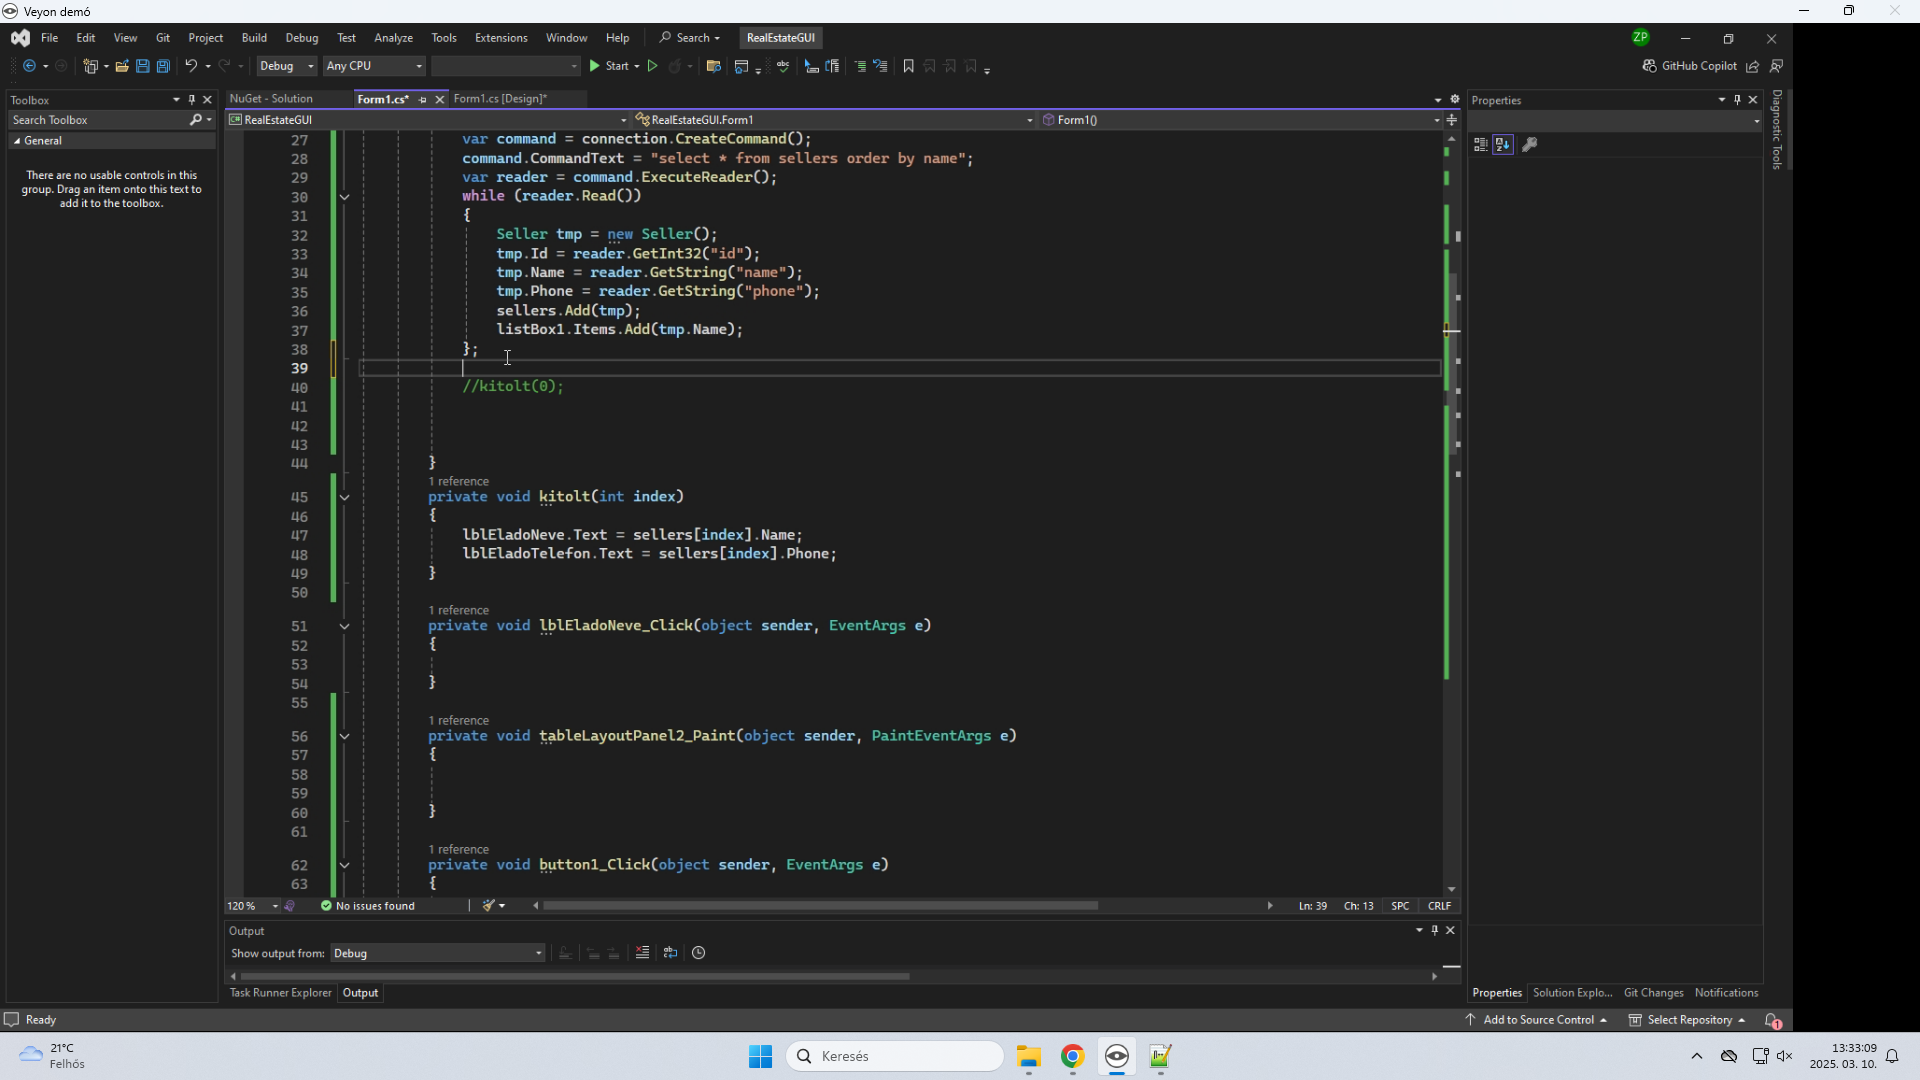 Veyon demó
File Edit View Git Project Build Debug Test Analyze Tools Extensions Window Help Search RealEstateGUI ZP
Debug Any CPU Start GitHub Copilot
Toolbox
Search Toolbox
General
There are no usable controls in this
group. Drag an item onto this text to
add it to the toolbox.
NuGet - Solution Form1.cs* Form1.cs [Design]*
RealEstateGUI RealEstateGUI.Form1 Form1()
27 var command = connection.CreateCommand();
28 command.CommandText = "select * from sellers order by name";
29 var reader = command.ExecuteReader();
30 while (reader.Read())
31 {
32 Seller tmp = new Seller();
33 tmp.Id = reader.GetInt32("id");
34 tmp.Name = reader.GetString("name");
35 tmp.Phone = reader.GetString("phone");
36 sellers.Add(tmp);
37 listBox1.Items.Add(tmp.Name);
38 };
39
40 //kitolt(0);
41
42
43
44 }
1 reference
45 private void kitolt(int index)
46 {
47 lblEladoNeve.Text = sellers[index].Name;
48 lblEladoTelefon.Text = sellers[index].Phone;
49 }
50
1 reference
51 private void lblEladoNeve_Click(object sender, EventArgs e)
52 {
53
54 }
55
1 reference
56 private void tableLayoutPanel2_Paint(object sender, PaintEventArgs e)
57 {
58
59
60 }
61
1 reference
62 private void button1_Click(object sender, EventArgs e)
63 {
120 % No issues found Ln: 39 Ch: 13 SPC CRLF
Output
Show output from: Debug
Task Runner Explorer Output
Properties
Diagnostic Tools
Properties Solution Explo... Git Changes Notifications
Ready Add to Source Control Select Repository 1
21°C
Felhős
Keresés
13:33:09
2025. 03. 10.